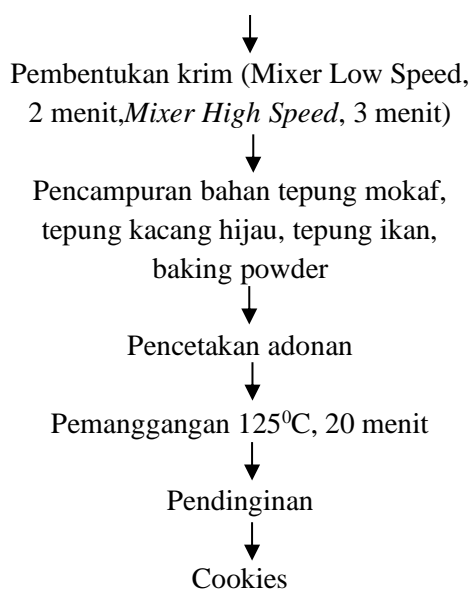 Pembentukan krim (Mixer Low Speed,
2 menit,Mixer High Speed, 3 menit)
Pencampuran bahan tepung mokaf,
tepung kacang hijau, tepung ikan,
baking powder
Pencetakan adonan
Pemanggangan 125⁰C, 20 menit
Pendinginan
Cookies